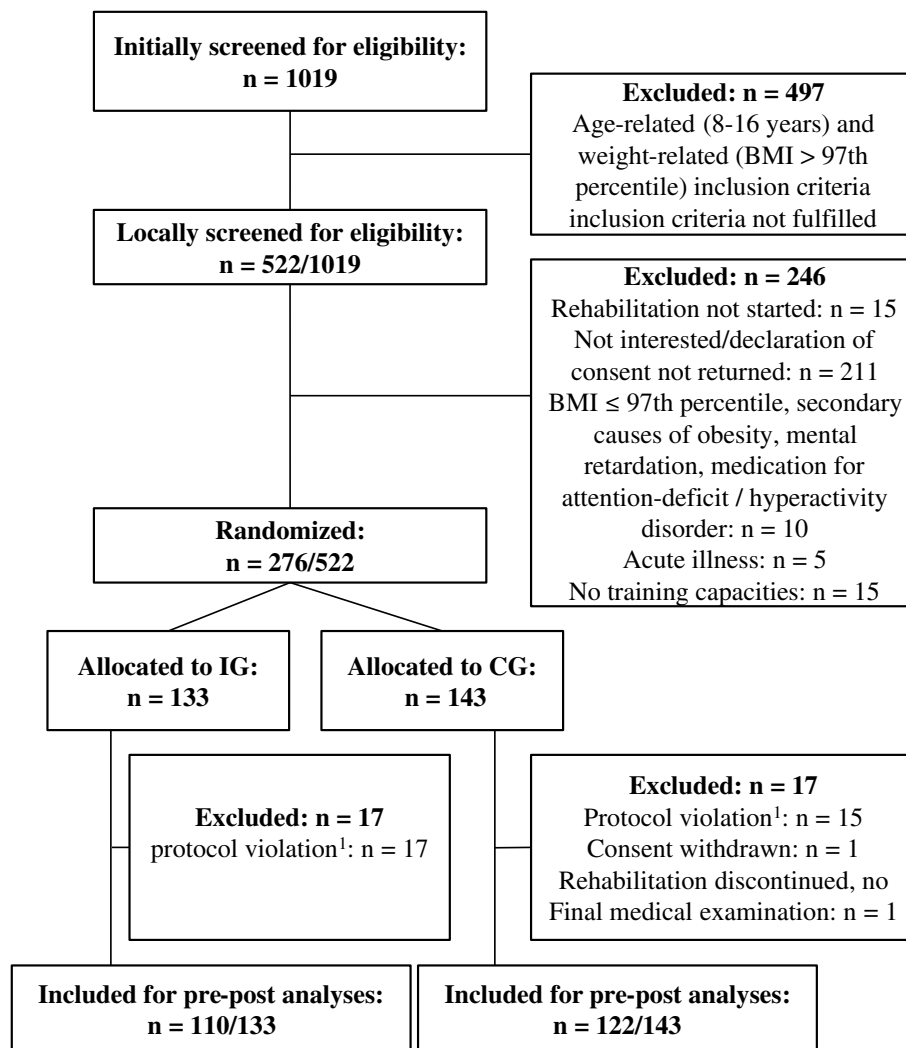 Initially screened for eligibility:
n = 1019
Excluded: n = 497
Age-related (8-16 years) and
weight-related (BMI > 97th
percentile) inclusion criteria
inclusion criteria not fulfilled
Locally screened for eligibility:
n = 522/1019
Excluded: n = 246
Rehabilitation not started: n = 15
Not interested/declaration of
consent not returned: n = 211
BMI ≤ 97th percentile, secondary
causes of obesity, mental
retardation, medication for
attention-deficit / hyperactivity
disorder: n = 10
Acute illness: n = 5
No training capacities: n = 15
Randomized:
n = 276/522
Allocated to IG:
n = 133
Allocated to CG:
n = 143
Excluded: n = 17
protocol violation¹: n = 17
Excluded: n = 17
Protocol violation¹: n = 15
Consent withdrawn: n = 1
Rehabilitation discontinued, no
Final medical examination: n = 1
Included for pre-post analyses:
n = 110/133
Included for pre-post analyses:
n = 122/143